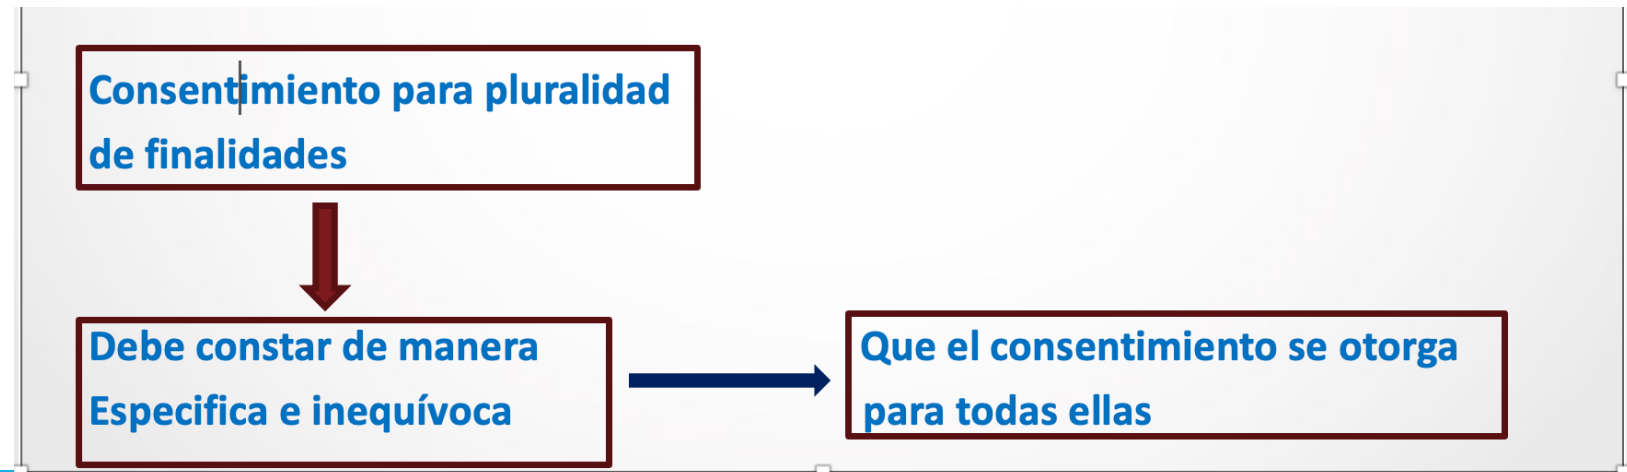 Consentimiento para pluralidad
de finalidades
Debe constar de manera
Especifica e inequívoca
Que el consentimiento se otorga
para todas ellas